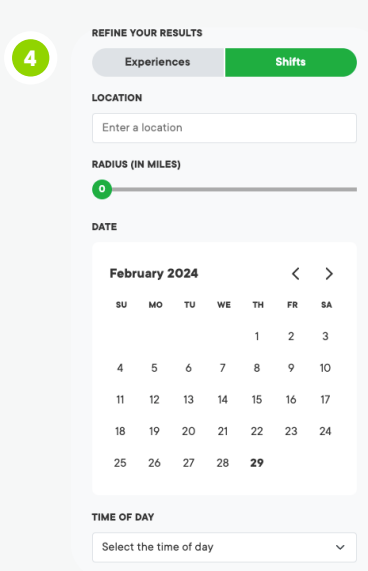 4
REFINE YOUR RESULTS
Experiences Shifts
LOCATION
Enter a location
RADIUS (IN MILES)
0
DATE
February 2024
SU MO TU WE TH FR SA
1 2 3
4 5 6 7 8 9 10
11 12 13 14 15 16 17
18 19 20 21 22 23 24
25 26 27 28 29
TIME OF DAY
Select the time of day